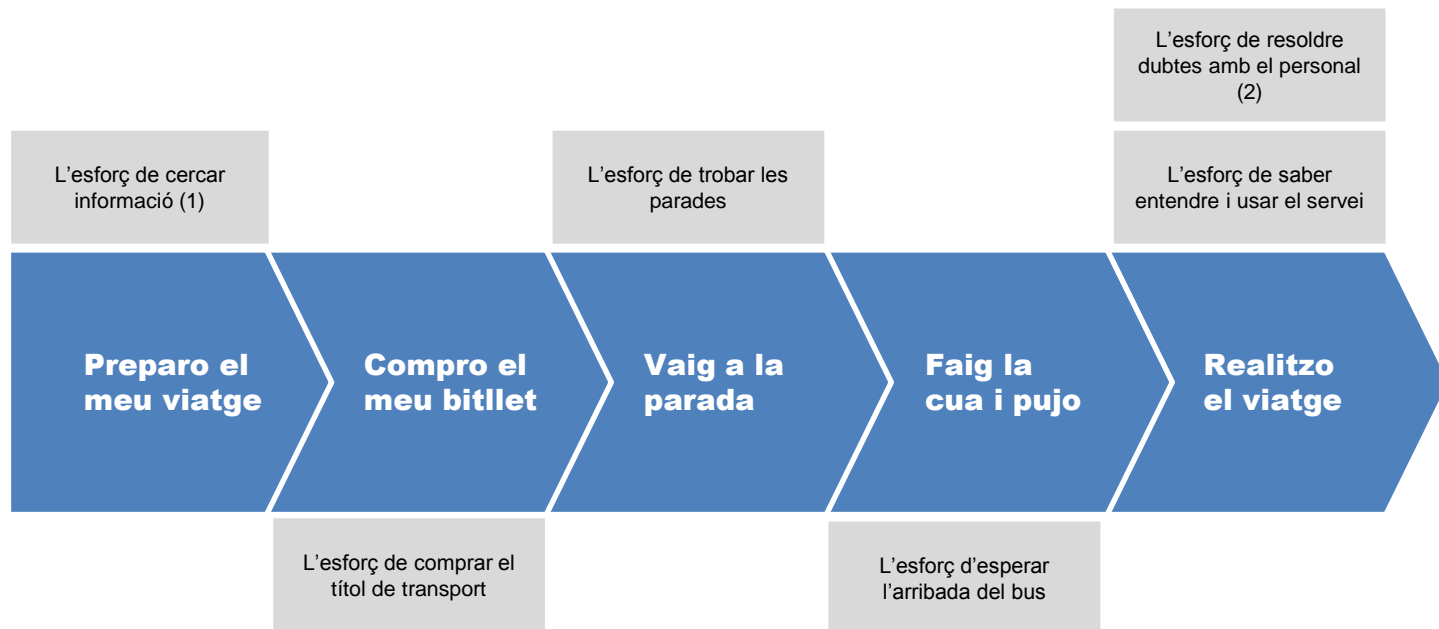 L’esforç de resoldre
dubtes amb el personal
(2)
L’esforç de cercar
informació (1)
L’esforç de trobar les
parades
L’esforç de saber
entendre i usar el servei
Preparo el
meu viatge
Compro el
meu bitllet
Vaig a la
parada
Faig la
cua i pujo
Realitzo
el viatge
L’esforç de comprar el
títol de transport
L’esforç d’esperar
l’arribada del bus